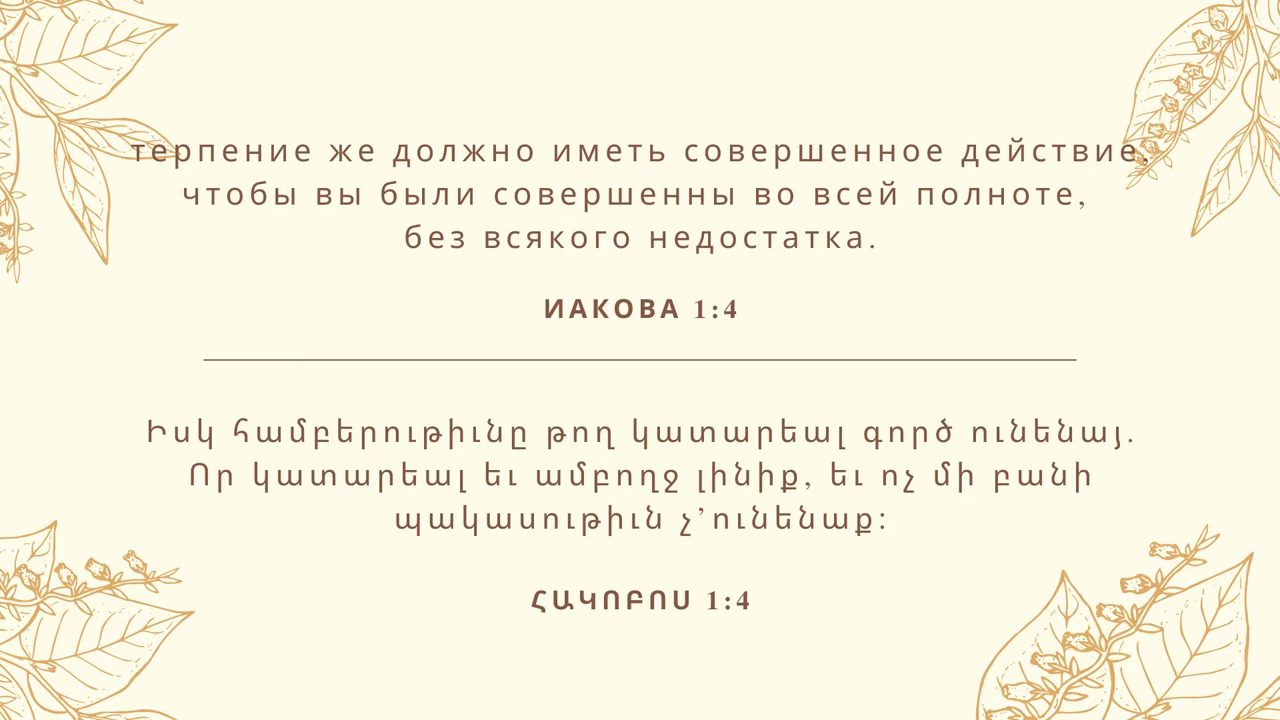 терпение же должно иметь совершенное действие,
чтобы вы были совершенны во всей полноте,
без всякого недостатка.
ИАКОВА 1:4
Իսկ համբերութիւնը թող կատարեալ գործ ունենայ.
Որ կատարեալ եւ ամբողջ լինիք, եւ ոչ մի բանի
պակասութիւն չ’ունենաք:
ՀԱԿՈԲՈՍ 1:4